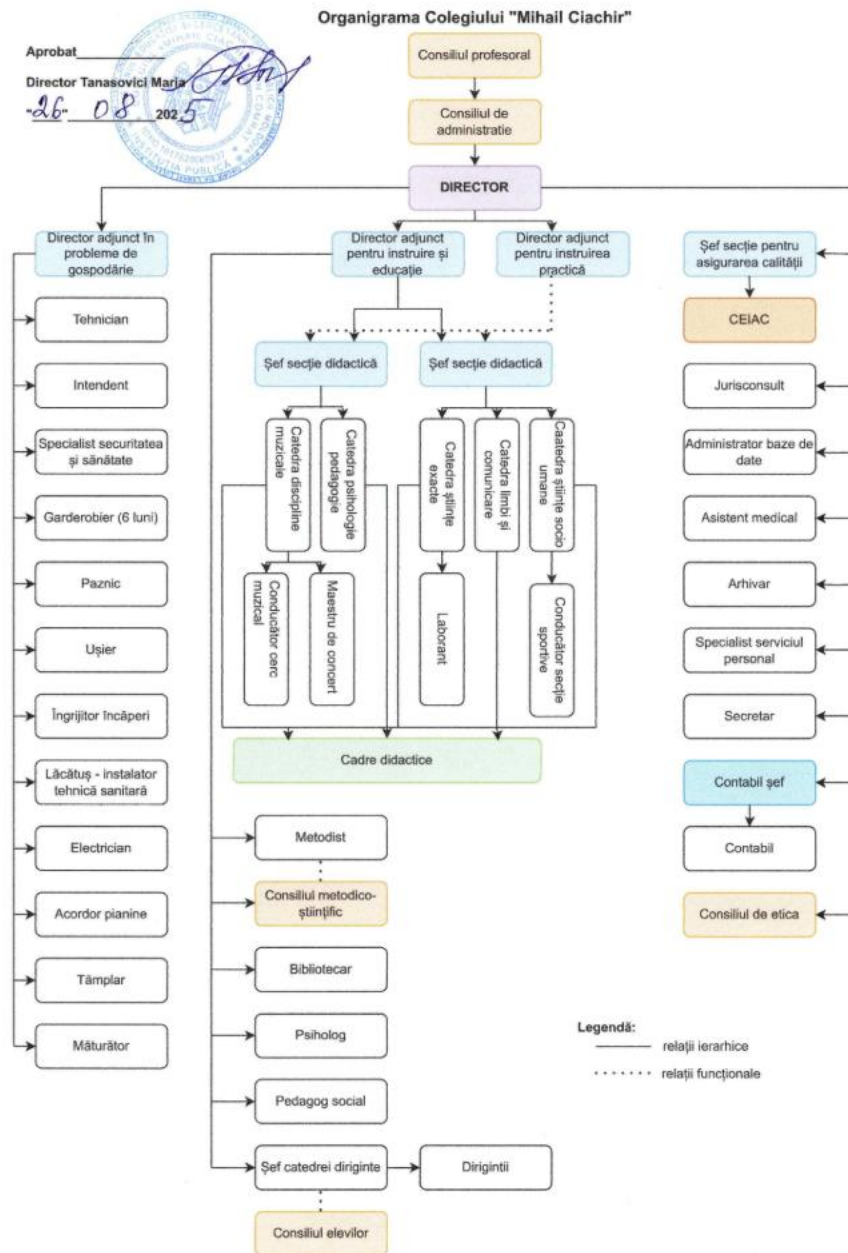 Organigrama Colegiului "Mihail Ciachir"
Aprobat
Director Tanasovici Maria
"26" 08 2025
INSTITUȚIA PUBLICĂ
Consiliul profesoral
Consiliul de
administratie
DIRECTOR
Director adjunct în
probleme de
gospodărie
Director adjunct
pentru instruire și
educație
Director adjunct
pentru instruirea
practică
Șef secție pentru
asigurarea calității
Tehnician
Intendent
Specialist securitatea
și sănătate
Garderobier (6 luni)
Paznic
Ușier
Îngrijitor încăperi
Lăcătuș - instalator
tehnică sanitară
Electrician
Acordor pianine
Tâmplar
Măturător
Șef secție didactică
Șef secție didactică
Catedra discipline
muzicale
Catedra psihologie
pedagogie
Catedra științe
exacte
Catedra limbi și
comunicare
Caatedra științe socio
umane
Conducător cerc
muzical
Maestru de concert
Laborant
Conducător secție
sportive
Cadre didactice
Metodist
Consiliul metodico-
științific
Bibliotecar
Psiholog
Pedagog social
Șef catedrei diriginte
Dirigintii
Consiliul elevilor
CEIAC
Jurisconsult
Administrator baze de
date
Asistent medical
Arhivar
Specialist serviciul
personal
Secretar
Contabil șef
Contabil
Consiliul de etica
Legendă:
relații ierarhice
relații funcționale